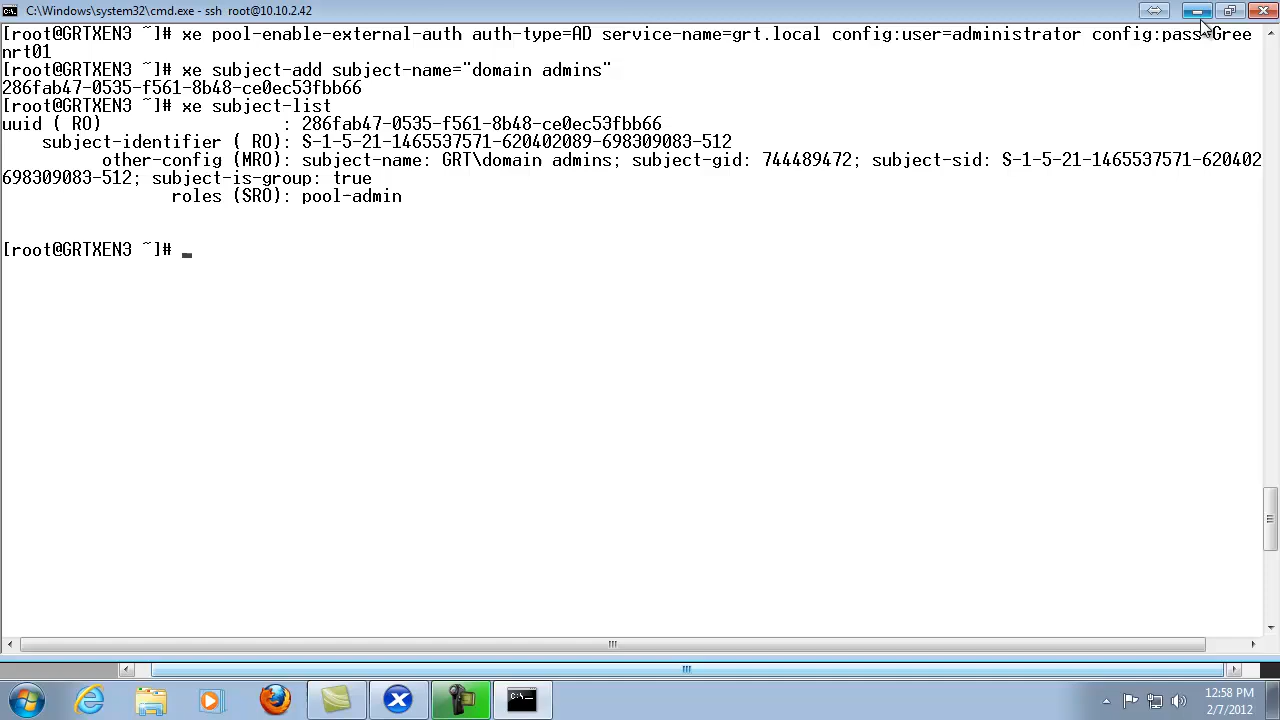 C:\Windows\system32\cmd.exe - ssh root@10.10.2.42
[root@GRTXEN3 ~]# xe pool-enable-external-auth auth-type=AD service-name=grt.local config:user=administrator config:pass=Gree
nrt01
[root@GRTXEN3 ~]# xe subject-add subject-name="domain admins"
286fab47-0535-f561-8b48-ce0ec53fbb66
[root@GRTXEN3 ~]# xe subject-list
uuid ( RO) : 286fab47-0535-f561-8b48-ce0ec53fbb66
subject-identifier ( RO): S-1-5-21-1465537571-620402089-698309083-512
other-config (MRO): subject-name: GRT\domain admins; subject-gid: 744489472; subject-sid: S-1-5-21-1465537571-620402
698309083-512; subject-is-group: true
roles (SRO): pool-admin
[root@GRTXEN3 ~]# _
12:58 PM
2/7/2012